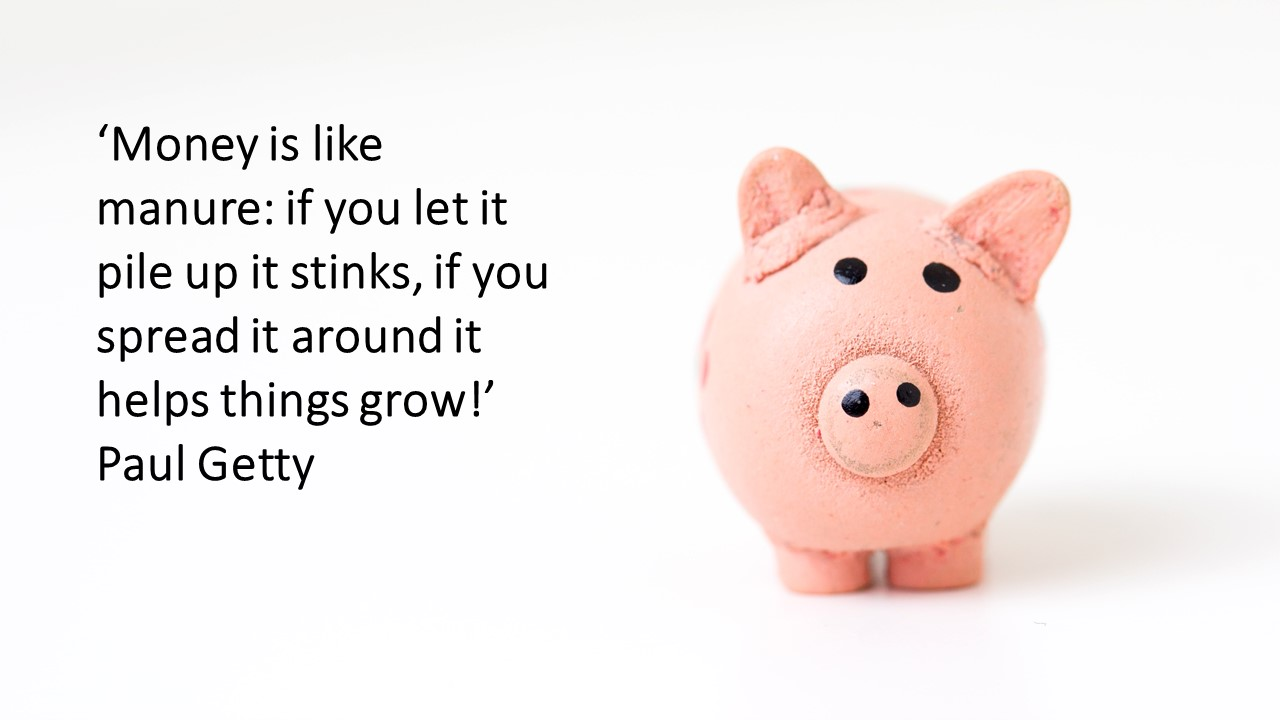 ‘Money is like
manure: if you let it
pile up it stinks, if you
spread it around it
helps things grow!’
Paul Getty